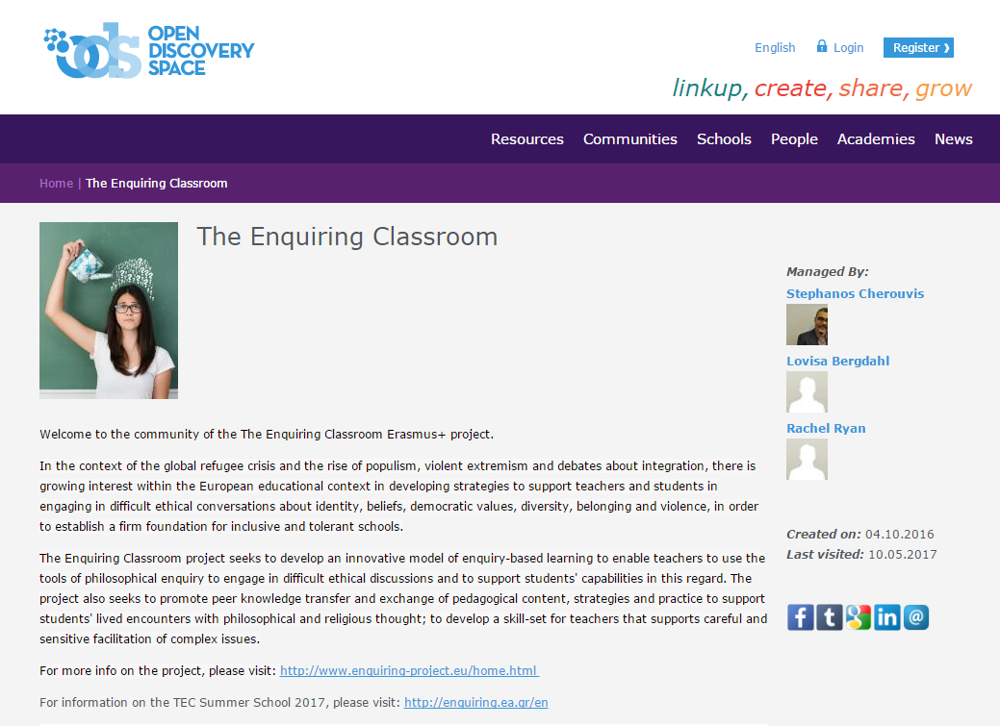 ods OPEN
DISCOVERY
SPACE
English Login Register ❯
linkup, create, share, grow
Resources Communities Schools People Academies News
Home | The Enquiring Classroom
The Enquiring Classroom
Managed By:
Stephanos Cherouvis
Lovisa Bergdahl
Rachel Ryan
Created on: 04.10.2016
Last visited: 10.05.2017
Welcome to the community of the The Enquiring Classroom Erasmus+ project.
In the context of the global refugee crisis and the rise of populism, violent extremism and debates about integration, there is
growing interest within the European educational context in developing strategies to support teachers and students in
engaging in difficult ethical conversations about identity, beliefs, democratic values, diversity, belonging and violence, in order
to establish a firm foundation for inclusive and tolerant schools.
The Enquiring Classroom project seeks to develop an innovative model of enquiry-based learning to enable teachers to use the
tools of philosophical enquiry to engage in difficult ethical discussions and to support students' capabilities in this regard. The
project also seeks to promote peer knowledge transfer and exchange of pedagogical content, strategies and practice to support
students' lived encounters with philosophical and religious thought; to develop a skill-set for teachers that supports careful and
sensitive facilitation of complex issues.
For more info on the project, please visit: http://www.enquiring-project.eu/home.html
For information on the TEC Summer School 2017, please visit: http://enquiring.ea.gr/en
f t g in @